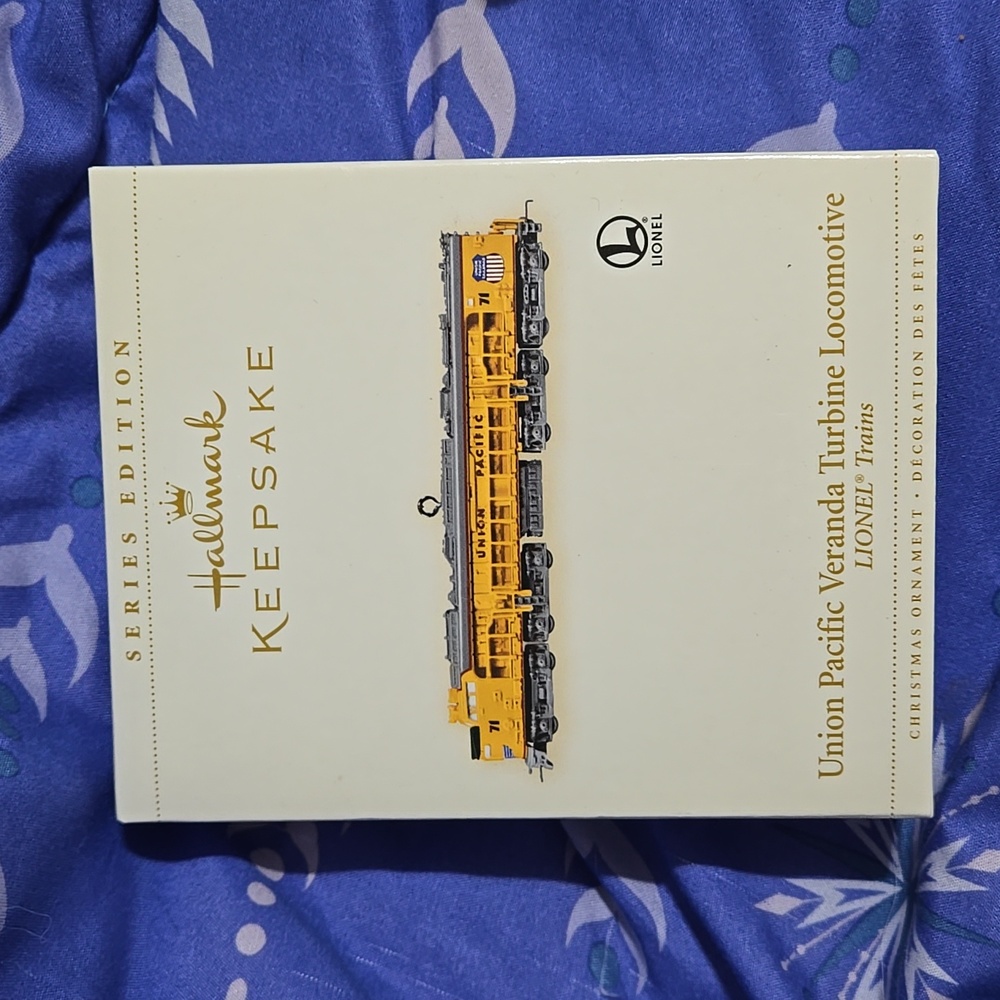 SERIES EDITION
Hallmark
KEEPSAKE
UNION PACIFIC
71
71
LIONEL®
Union Pacific Veranda Turbine Locomotive
LIONEL® Trains
CHRISTMAS ORNAMENT • DÉCORATION DES FÊTES